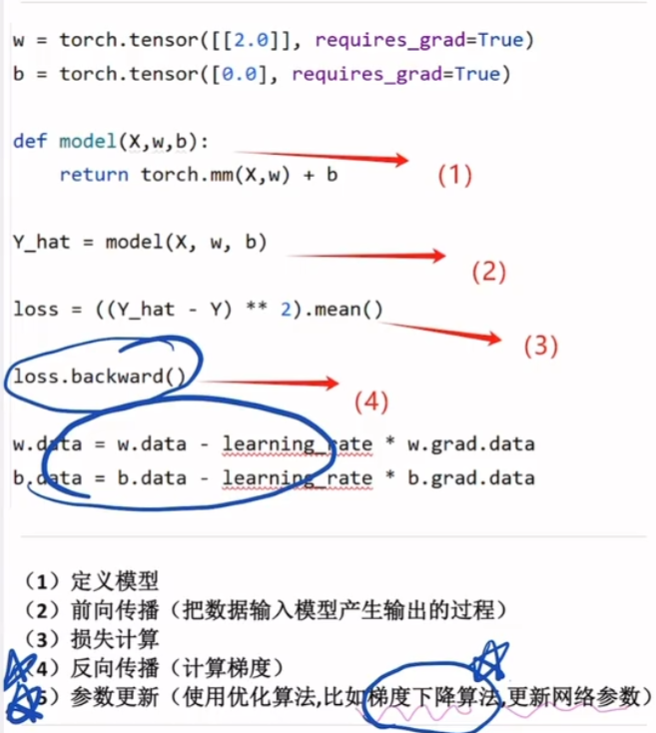 w = torch.tensor([[2.0]], requires_grad=True)
b = torch.tensor([0.0], requires_grad=True)
def model(X,w,b):
return torch.mm(X,w) + b
(1)
Y_hat = model(X, w, b)
(2)
loss = ((Y_hat - Y) ** 2).mean()
(3)
loss.backward()
(4)
w.data = w.data - learning_rate * w.grad.data
b.data = b.data - learning_rate * b.grad.data
（1）定义模型
（2）前向传播（把数据输入模型产生输出的过程）
（3）损失计算
（4）反向传播（计算梯度）
（5）参数更新（使用优化算法,比如梯度下降算法,更新网络参数）